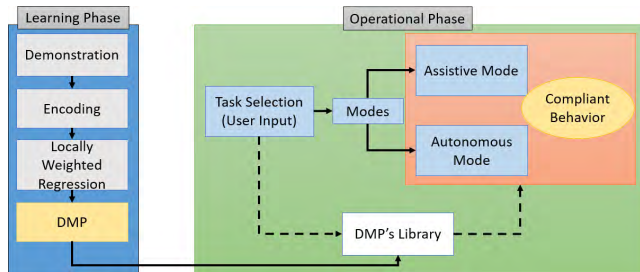 Learning Phase
Demonstration
Encoding
Locally
Weighted
Regression
DMP
Operational Phase
Task Selection
(User Input)
Modes
Assistive Mode
Autonomous
Mode
Compliant
Behavior
DMP's Library